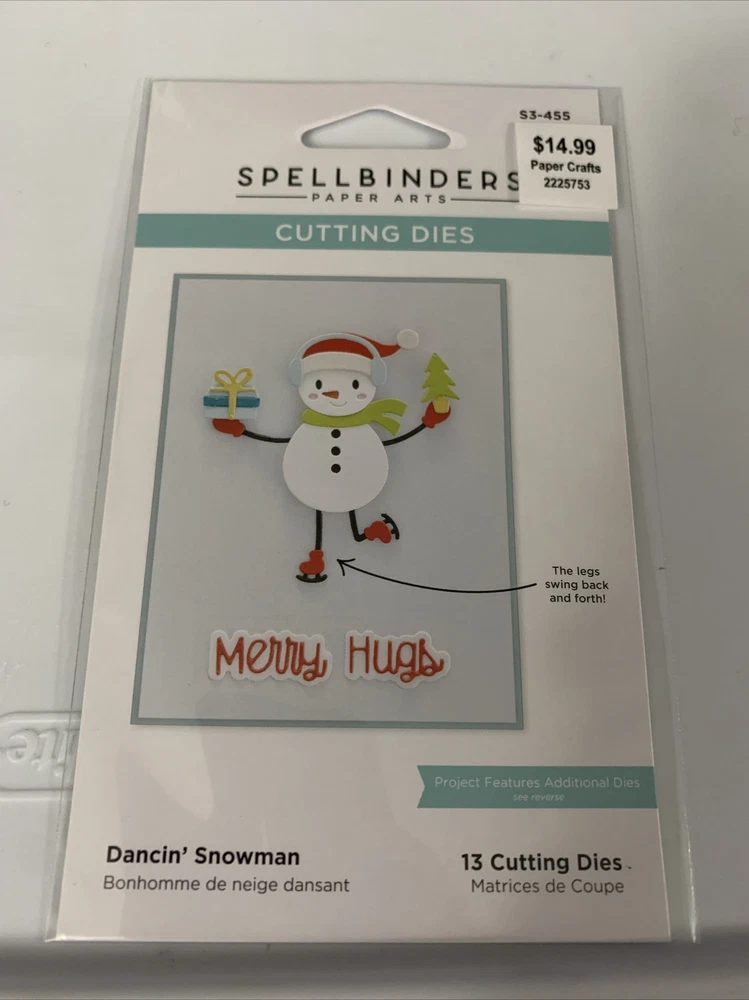 S3-455
$14.99
Paper Crafts
2225753
SPELLBINDERS
PAPER ARTS
CUTTING DIES
The legs
swing back
and forth!
Merry Hugs
Project Features Additional Dies
see reverse
Dancin' Snowman
13 Cutting Dies
Bonhomme de neige dansant
Matrices de Coupe